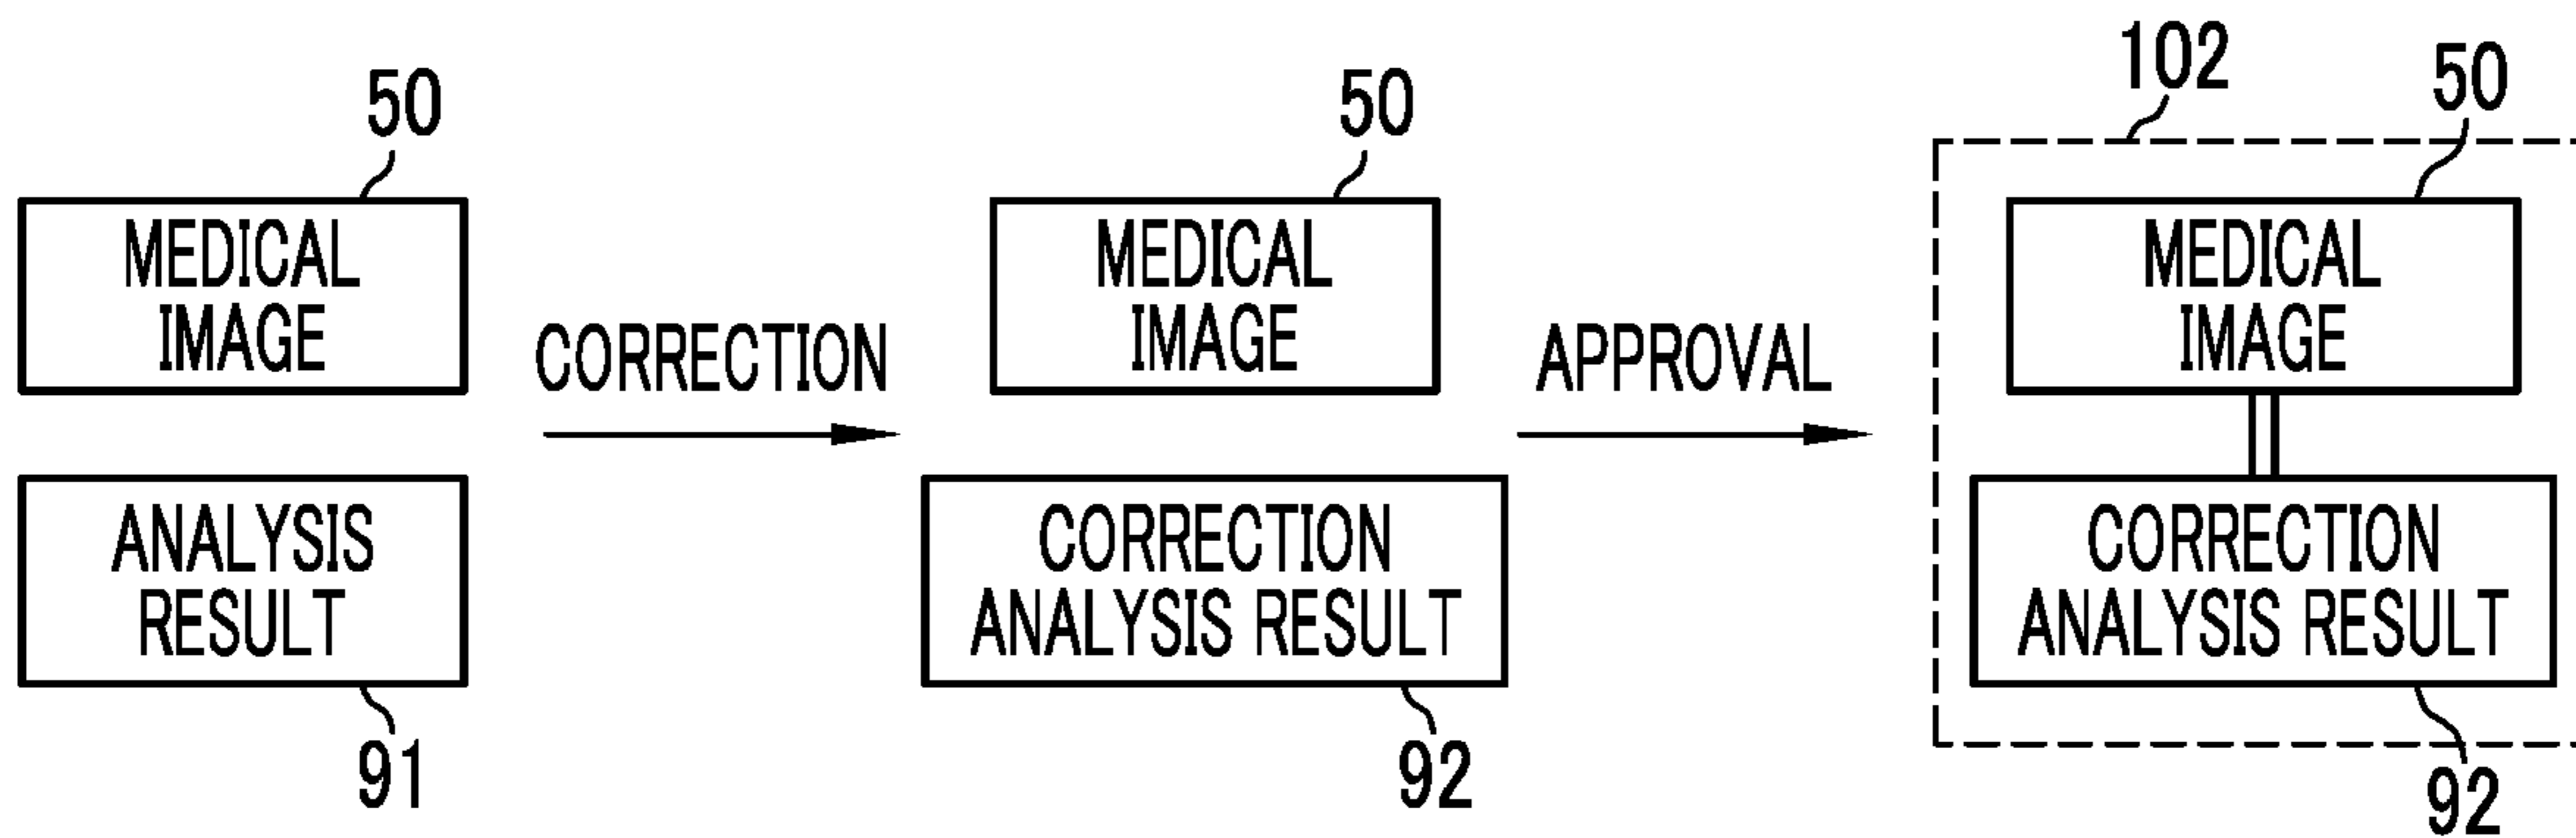 50
MEDICAL
IMAGE
ANALYSIS
RESULT
91
CORRECTION
50
MEDICAL
IMAGE
CORRECTION
ANALYSIS RESULT
92
APPROVAL
102
50
MEDICAL
IMAGE
CORRECTION
ANALYSIS RESULT
92